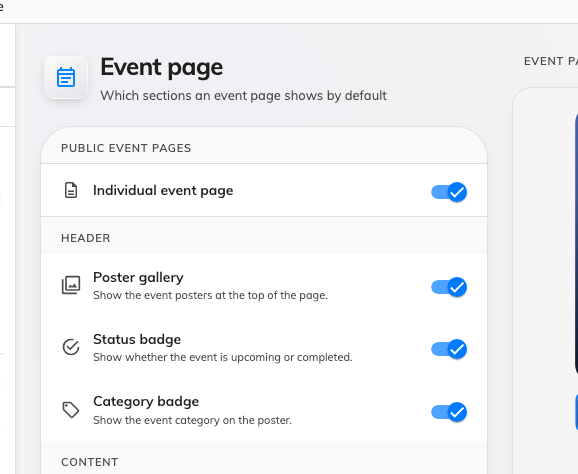 Event page
Which sections an event page shows by default
PUBLIC EVENT PAGES
Individual event page
HEADER
Poster gallery
Show the event posters at the top of the page.
Status badge
Show whether the event is upcoming or completed.
Category badge
Show the event category on the poster.
CONTENT
EVENT